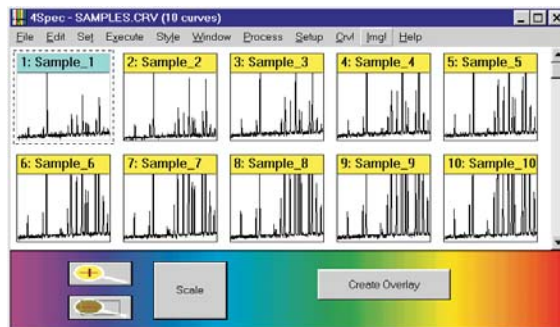 4Spec - SAMPLES.CRV (10 curves)
File Edit Set Execute Style Window Process Setup Crvl Imgl Help
1: Sample_1 2: Sample_2 3: Sample_3 4: Sample_4 5: Sample_5
6: Sample_6 7: Sample_7 8: Sample_8 9: Sample_9 10: Sample_10
Scale
Create Overlay